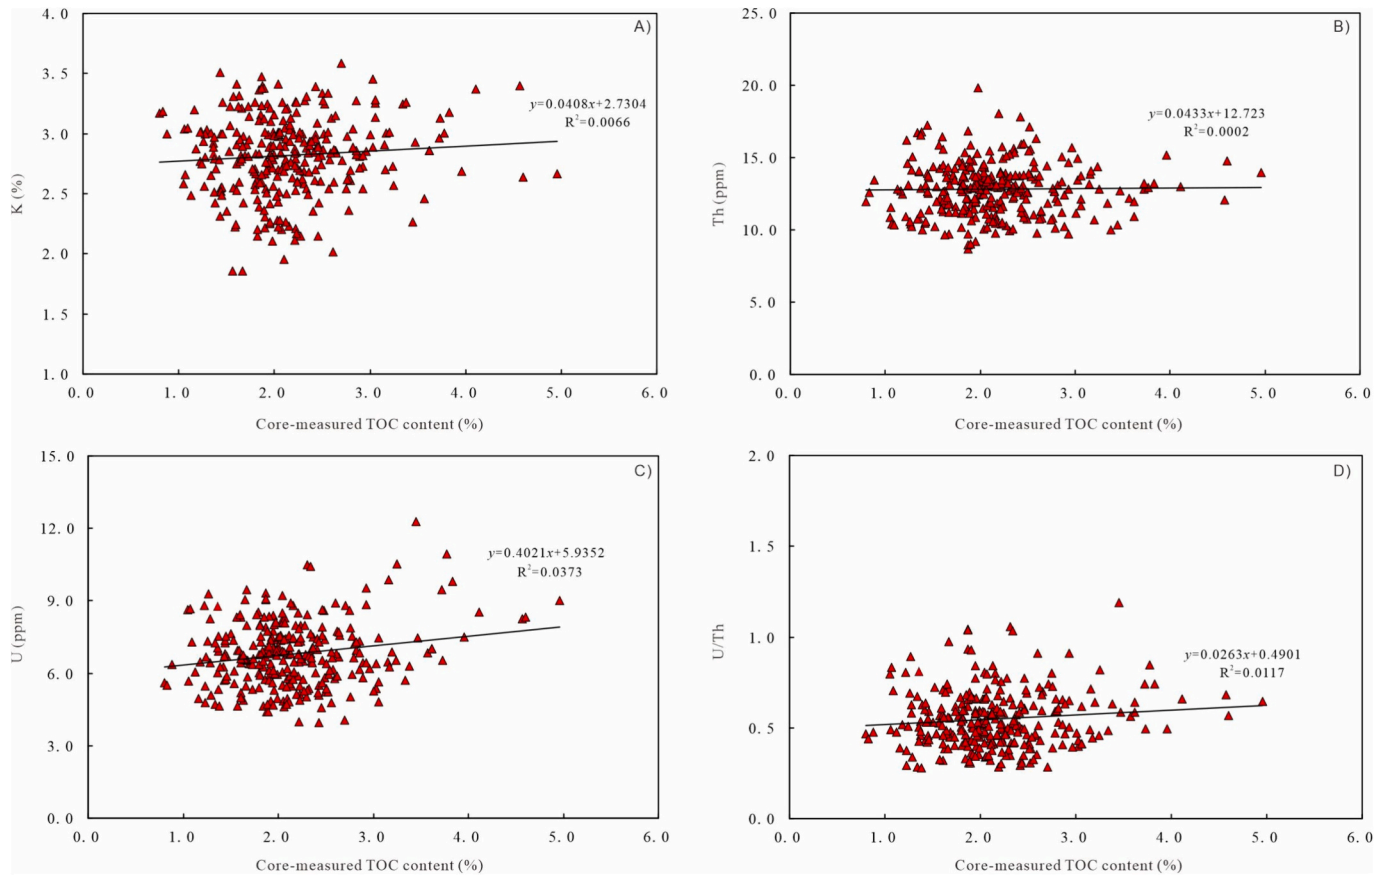 A)
4.0
3.5
3.0
2.5
2.0
1.5
1.0
K (%)
y=0.0408x+2.7304
R²=0.0066
0.0 1.0 2.0 3.0 4.0 5.0 6.0
Core-measured TOC content (%)
B)
25.0
20.0
15.0
10.0
5.0
0.0
Th (ppm)
y=0.0433x+12.723
R²=0.0002
0.0 1.0 2.0 3.0 4.0 5.0 6.0
Core-measured TOC content (%)
C)
15.0
12.0
9.0
6.0
3.0
0.0
U (ppm)
y=0.4021x+5.9352
R²=0.0373
0.0 1.0 2.0 3.0 4.0 5.0 6.0
Core-measured TOC content (%)
D)
2.0
1.5
1.0
0.5
0.0
U/Th
y=0.0263x+0.4901
R²=0.0117
0.0 1.0 2.0 3.0 4.0 5.0 6.0
Core-measured TOC content (%)